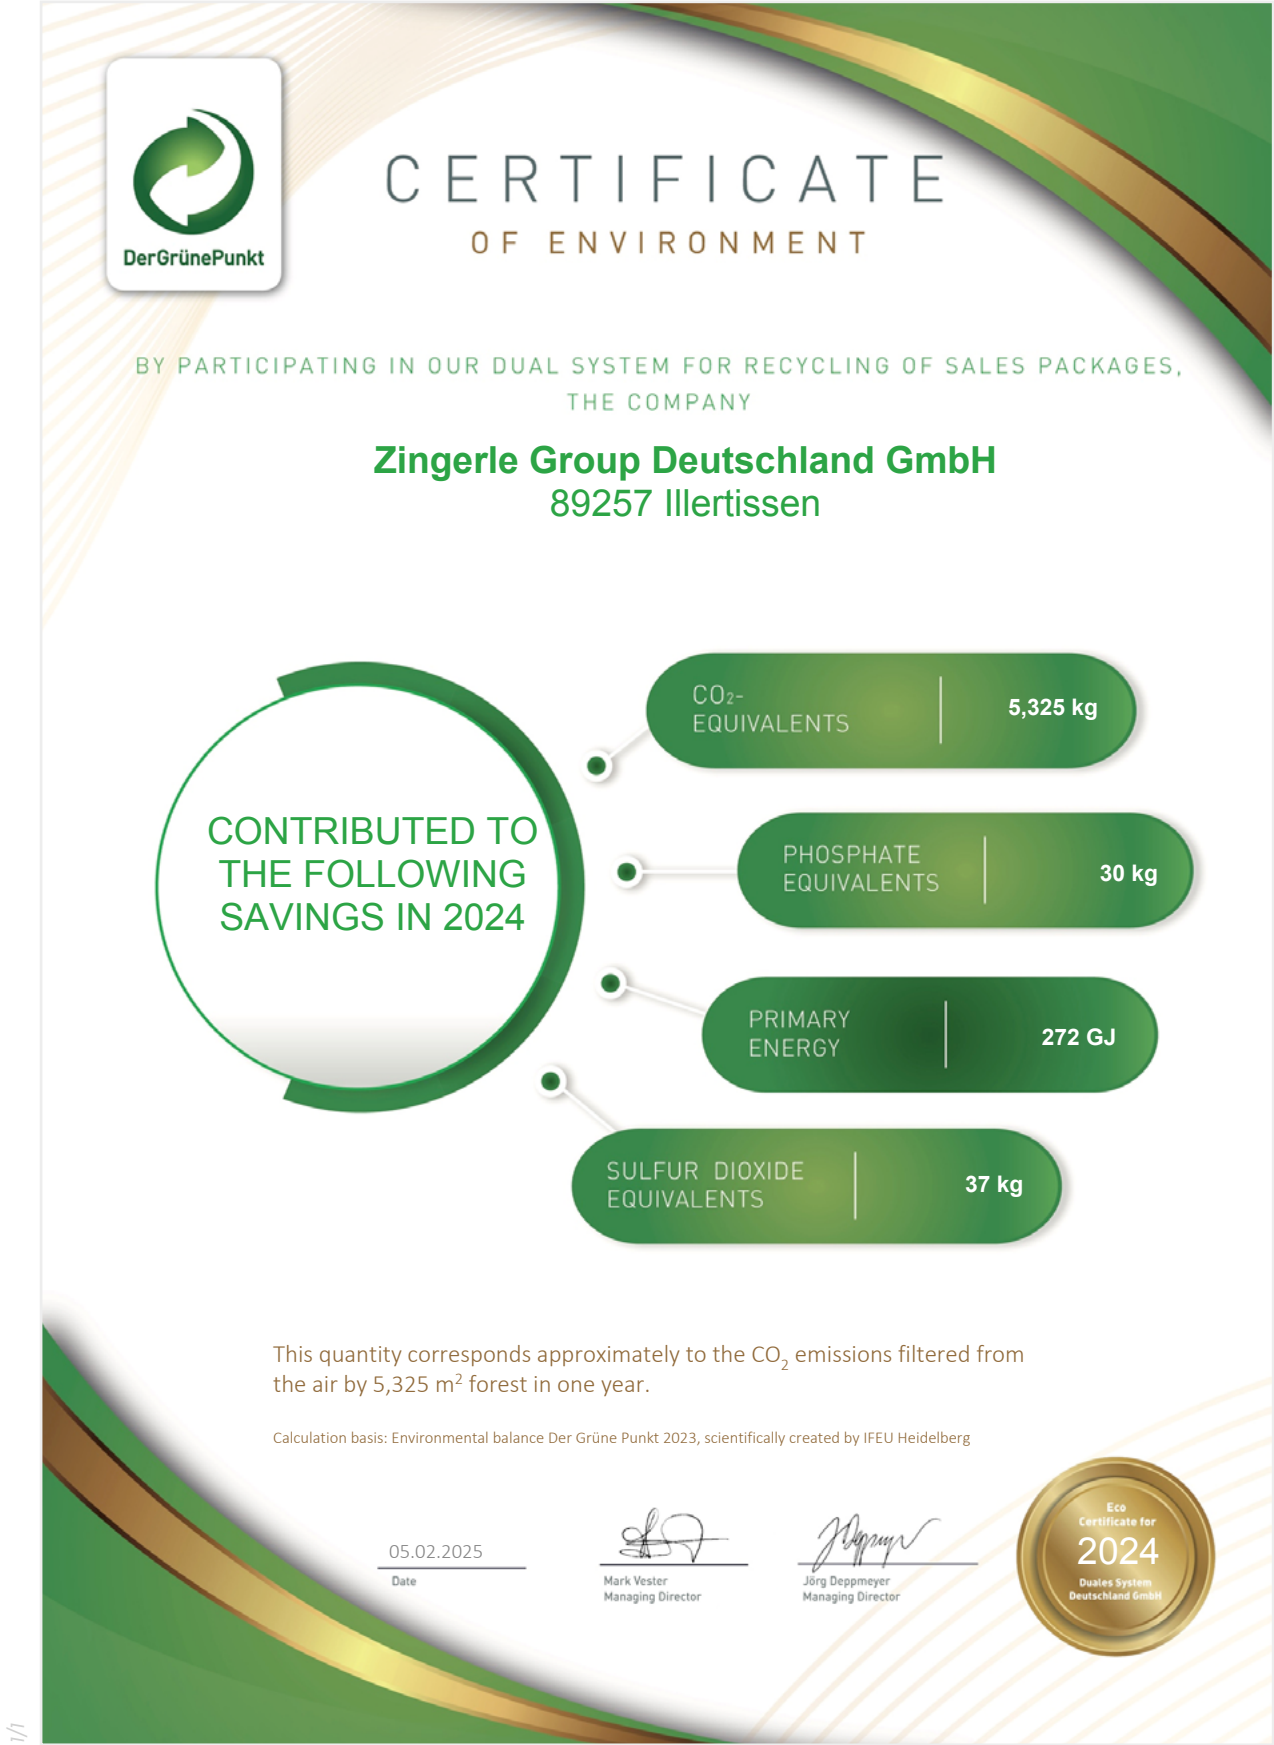 DerGrünePunkt
CERTIFICATE
OF ENVIRONMENT
BY PARTICIPATING IN OUR DUAL SYSTEM FOR RECYCLING OF SALES PACKAGES,
THE COMPANY
Zingerle Group Deutschland GmbH
89257 Illertissen
CONTRIBUTED TO
THE FOLLOWING
SAVINGS IN 2024
CO₂-
EQUIVALENTS
5,325 kg
PHOSPHATE
EQUIVALENTS
30 kg
PRIMARY
ENERGY
272 GJ
SULFUR DIOXIDE
EQUIVALENTS
37 kg
This quantity corresponds approximately to the CO₂ emissions filtered from
the air by 5,325 m² forest in one year.
Calculation basis: Environmental balance Der Grüne Punkt 2023, scientifically created by IFEU Heidelberg
05.02.2025
Date
Mark Vester
Managing Director
Jörg Deppmeyer
Managing Director
Eco
Certificate for
2024
Duales System
Deutschland GmbH
1/1